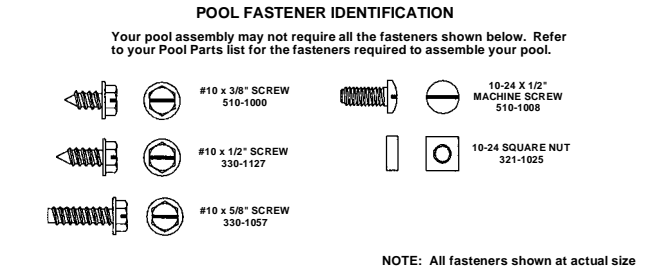 POOL FASTENER IDENTIFICATION
Your pool assembly may not require all the fasteners shown below.  Refer
to your Pool Parts list for the fasteners required to assemble your pool.
#10 x 3/8" SCREW
510-1000
#10 x 1/2" SCREW
330-1127
#10 x 5/8" SCREW
330-1057
10-24 X 1/2"
MACHINE SCREW
510-1008
10-24 SQUARE NUT
321-1025
NOTE:  All fasteners shown at actual size